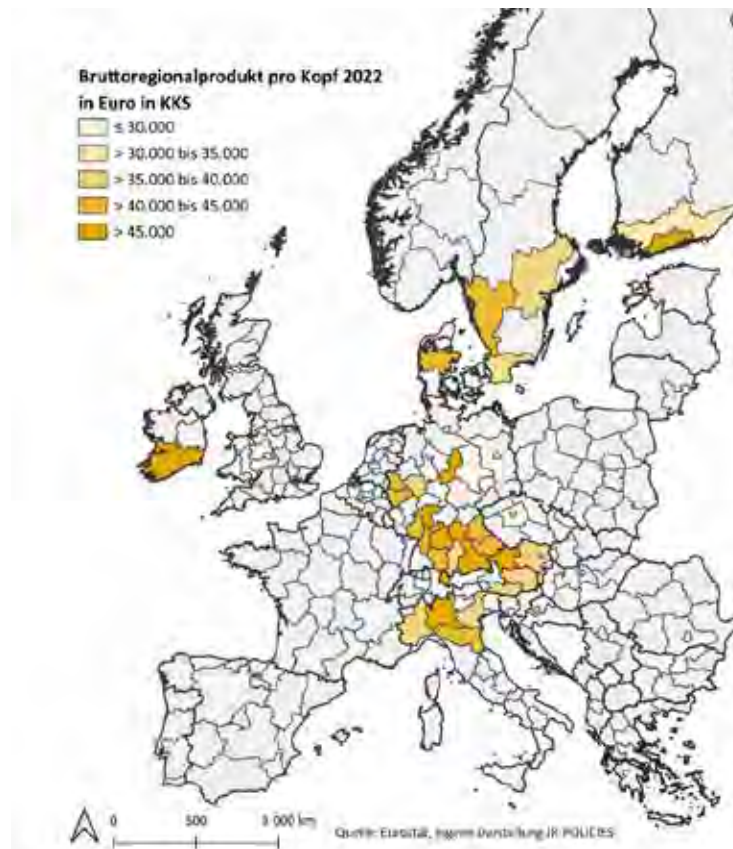 Bruttoregionalprodukt pro Kopf 2022
in Euro in KKS
≤ 30.000
> 30.000 bis 35.000
> 35.000 bis 40.000
> 40.000 bis 45.000
> 45.000
0 500 1 000 km
Quelle: Eurostat, eigene Darstellung JR POLICIES